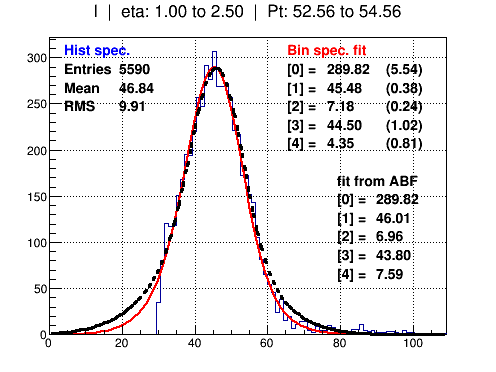 I | eta: 1.00 to 2.50 | Pt: 52.56 to 54.56
Hist spec.
Entries 5590
Mean 46.84
RMS 9.91
Bin spec. fit
[0] = 289.82 (5.54)
[1] = 45.48 (0.38)
[2] = 7.18 (0.24)
[3] = 44.50 (1.02)
[4] = 4.35 (0.81)
fit from ABF
[0] = 289.82
[1] = 46.01
[2] = 6.96
[3] = 43.80
[4] = 7.59
300
250
200
150
100
50
0
0 20 40 60 80 100